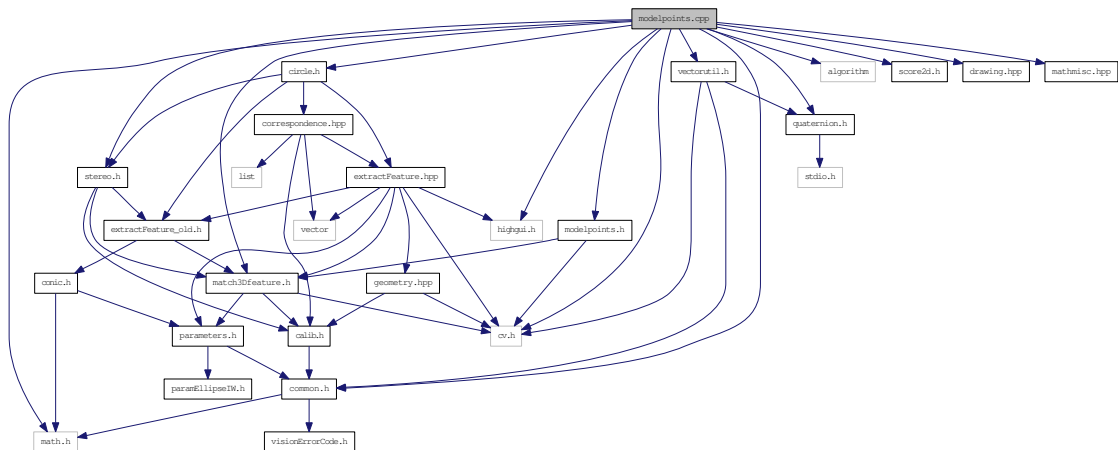 modelpoints.cpp
circle.h
vectorutil.h
algorithm
score2d.h
drawing.hpp
mathmisc.hpp
correspondence.hpp
quaternion.h
stereo.h
list
extractFeature.hpp
stdio.h
extractFeature_old.h
vector
highgui.h
modelpoints.h
conic.h
match3Dfeature.h
geometry.hpp
parameters.h
calib.h
cv.h
paramEllipseIW.h
common.h
math.h
visionErrorCode.h